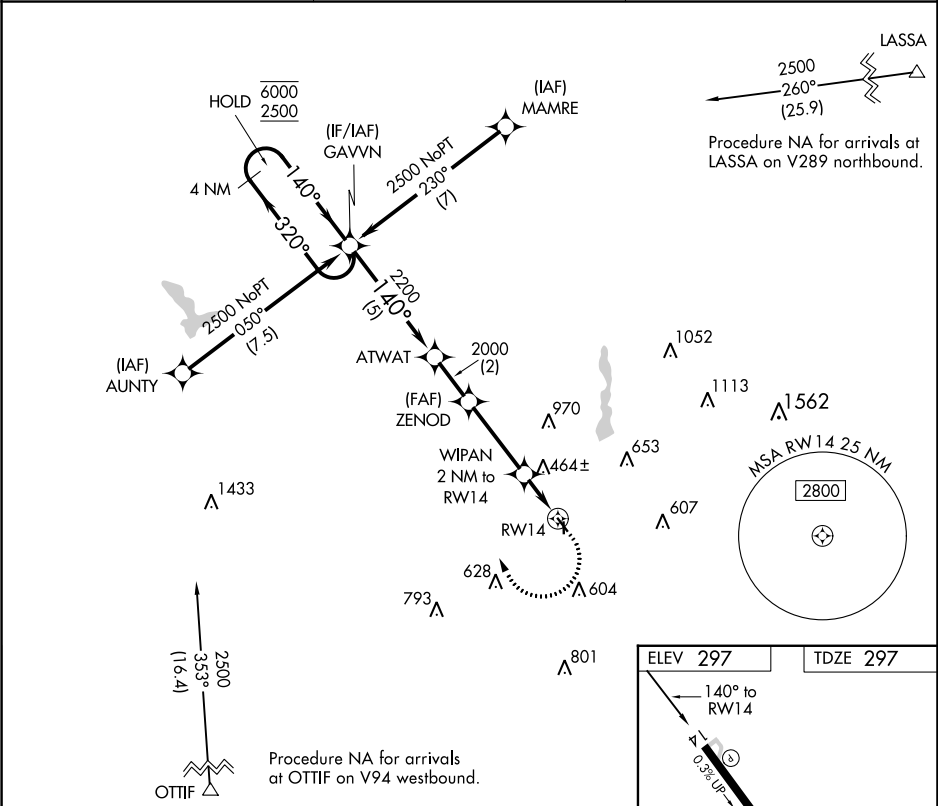 LASSA
2500
260°
(25.9)
Procedure NA for arrivals at
LASSA on V289 northbound.
HOLD
6000
2500
(IF/IAF)
GAVVN
(IAF)
MAMRE
4 NM
140°
320°
2500 NoPT
230°
(7)
2500 NoPT
050°
(7.5)
2200
140°
(5)
(IAF)
AUNTY
ATWAT
2000
(2)
(FAF)
ZENOD
1052
1113
1562
970
WIPAN
2 NM to
RW14
464±
653
MSA RW14 25 NM
2800
1433
607
RW14
628
604
793
801
2500
353°
(16.4)
OTTIF
Procedure NA for arrivals
at OTTIF on V94 westbound.
ELEV 297
TDZE 297
140° to
RW14
14
P
0.3% UP